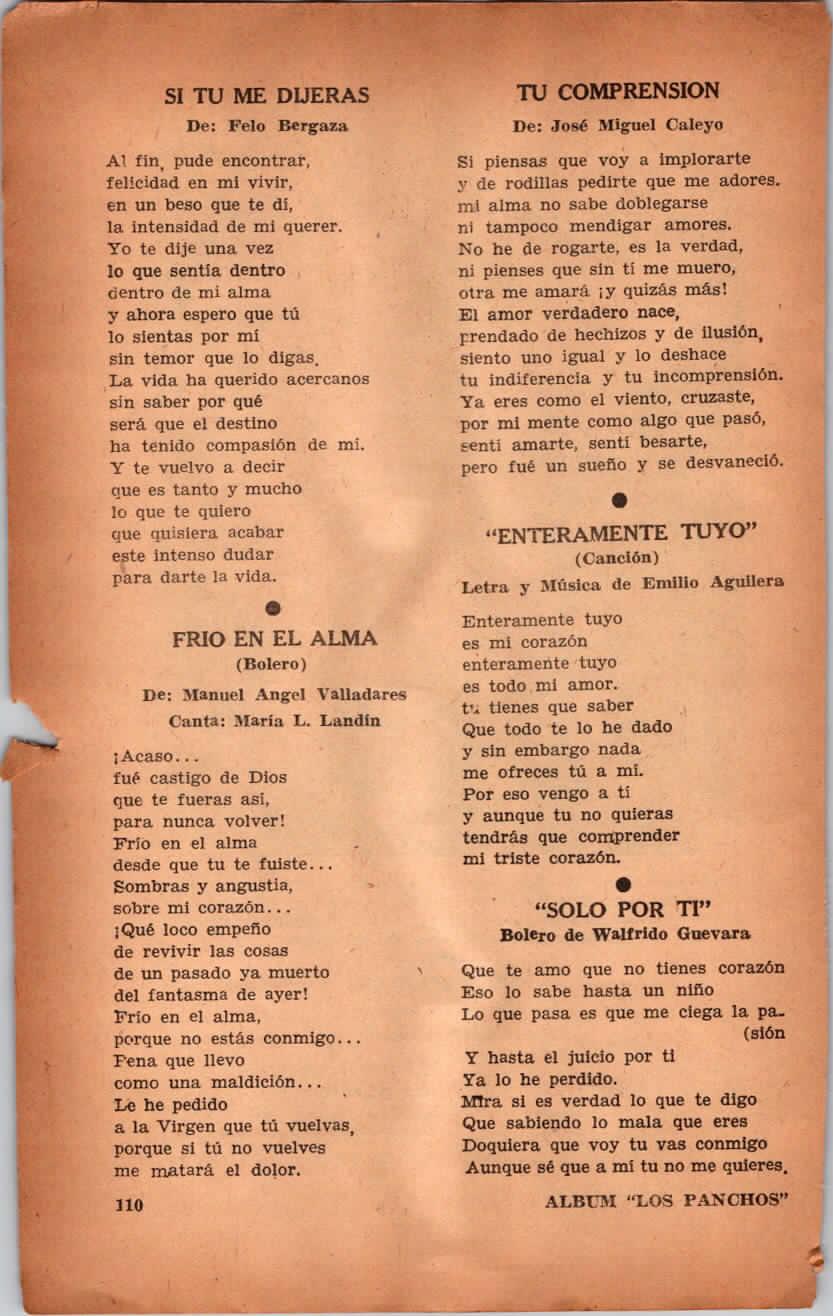 SI TU ME DIJERAS
De: Felo Bergaza
Al fin, pude encontrar,
felicidad en mi vivir,
en un beso que te dí,
la intensidad de mi querer.
Yo te dije una vez
lo que sentía dentro
dentro de mi alma
y ahora espero que tú
lo sientas por mí
sin temor que lo digas.
La vida ha querido acercanos
sin saber por qué
será que el destino
ha tenido compasión de mí.
Y te vuelvo a decir
que es tanto y mucho
lo que te quiero
que quisiera acabar
este intenso dudar
para darte la vida.
●
FRIO EN EL ALMA
(Bolero)
De: Manuel Angel Valladares
Canta: María L. Landín
¡Acaso...
fué castigo de Dios
que te fueras así,
para nunca volver!
Frío en el alma
desde que tu te fuiste...
Sombras y angustia,
sobre mi corazón...
¡Qué loco empeño
de revivir las cosas
de un pasado ya muerto
del fantasma de ayer!
Frío en el alma,
porque no estás conmigo...
Pena que llevo
como una maldición...
Le he pedido
a la Virgen que tú vuelvas,
porque si tú no vuelves
me matará el dolor.
110
TU COMPRENSION
De: José Miguel Caleyo
Si piensas que voy a implorarte
y de rodillas pedirte que me adores.
mi alma no sabe doblegarse
ni tampoco mendigar amores.
No he de rogarte, es la verdad,
ni pienses que sin tí me muero,
otra me amará ¡y quizás más!
El amor verdadero nace,
prendado de hechizos y de ilusión,
siento uno igual y lo deshace
tu indiferencia y tu incomprensión.
Ya eres como el viento, cruzaste,
por mi mente como algo que pasó,
sentí amarte, sentí besarte,
pero fué un sueño y se desvaneció.
●
"ENTERAMENTE TUYO"
(Canción)
Letra y Música de Emilio Aguilera
Enteramente tuyo
es mi corazón
enteramente tuyo
es todo mi amor.
tu tienes que saber
Que todo te lo he dado
y sin embargo nada
me ofreces tú a mí.
Por eso vengo a tí
y aunque tu no quieras
tendrás que comprender
mi triste corazón.
●
"SOLO POR TI"
Bolero de Walfrido Guevara
Que te amo que no tienes corazón
Eso lo sabe hasta un niño
Lo que pasa es que me ciega la pa-
(sión
Y hasta el juicio por ti
Ya lo he perdido.
Mira si es verdad lo que te digo
Que sabiendo lo mala que eres
Doquiera que voy tu vas conmigo
Aunque sé que a mí tu no me quieres.
ALBUM "LOS PANCHOS"